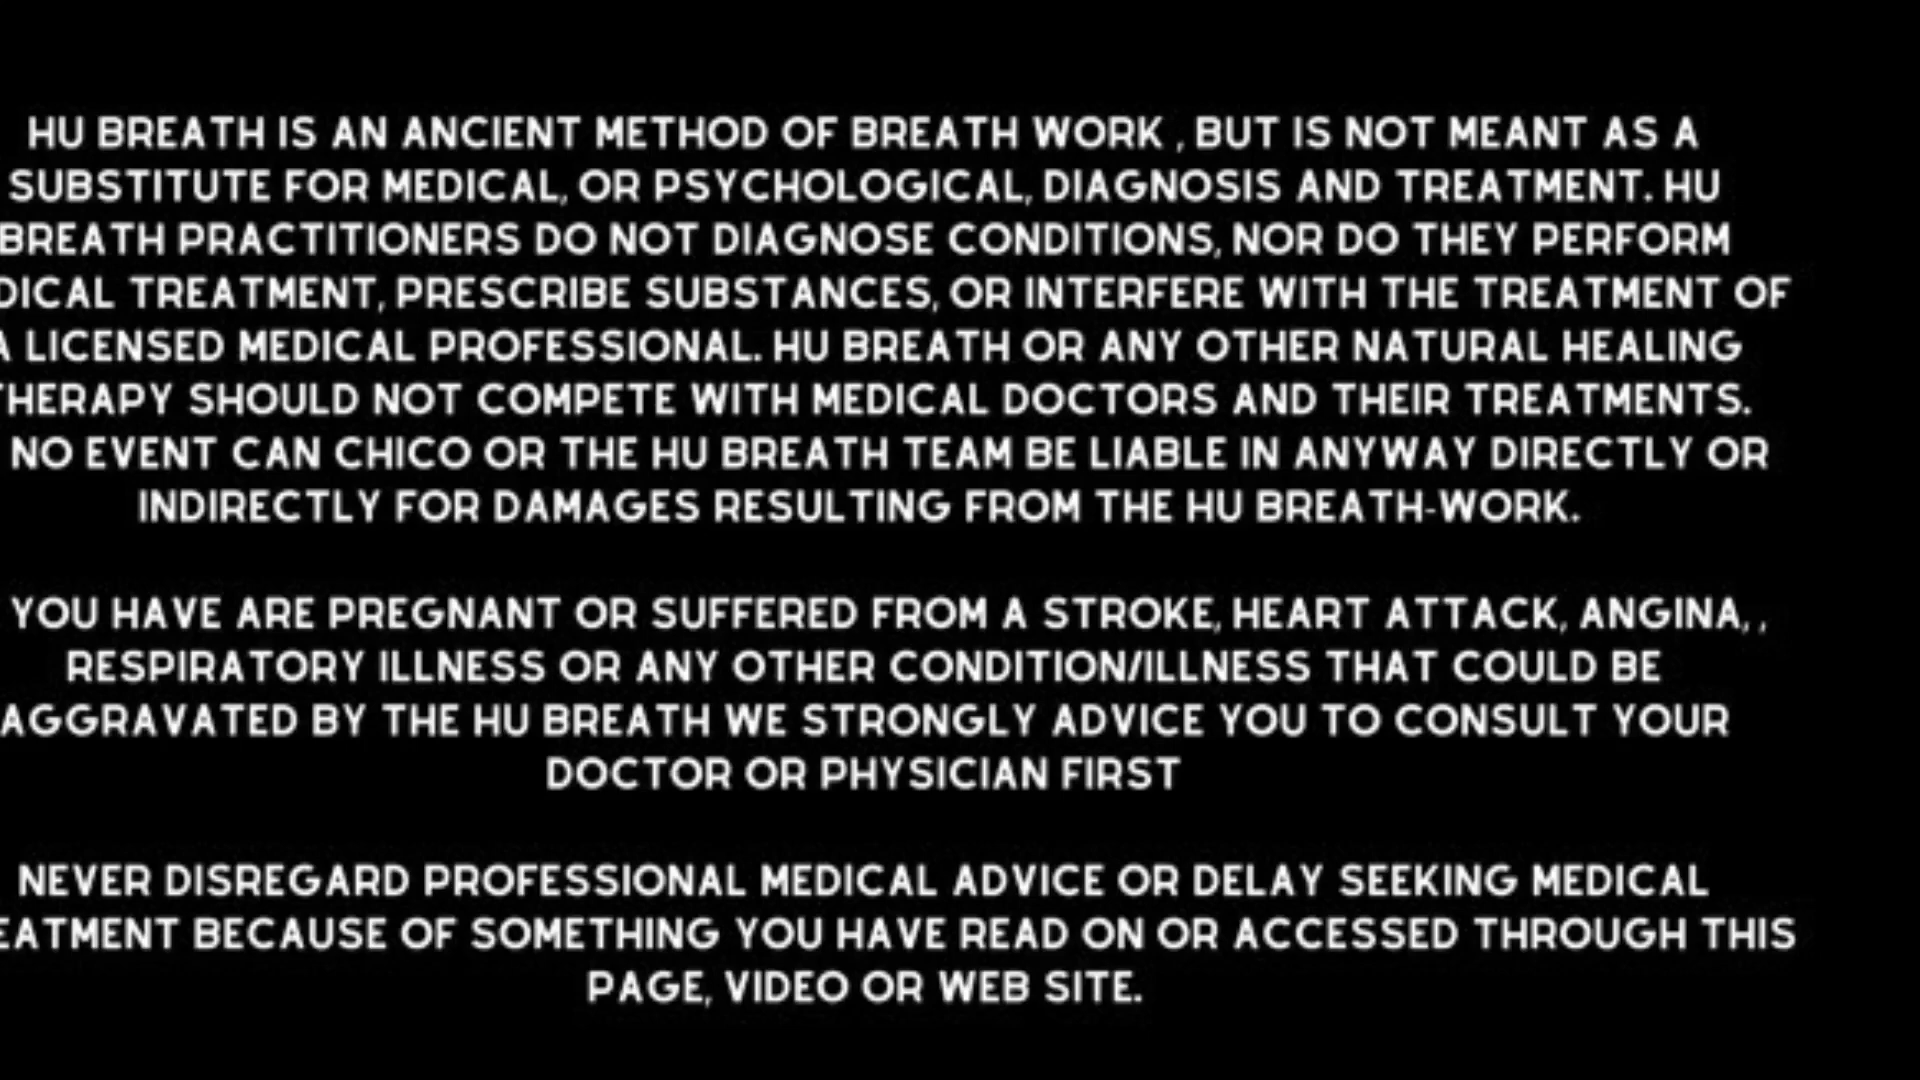 HU BREATH IS AN ANCIENT METHOD OF BREATH WORK , BUT IS NOT MEANT AS A
SUBSTITUTE FOR MEDICAL, OR PSYCHOLOGICAL, DIAGNOSIS AND TREATMENT. HU
BREATH PRACTITIONERS DO NOT DIAGNOSE CONDITIONS, NOR DO THEY PERFORM
DICAL TREATMENT, PRESCRIBE SUBSTANCES, OR INTERFERE WITH THE TREATMENT OF
A LICENSED MEDICAL PROFESSIONAL. HU BREATH OR ANY OTHER NATURAL HEALING
THERAPY SHOULD NOT COMPETE WITH MEDICAL DOCTORS AND THEIR TREATMENTS.
NO EVENT CAN CHICO OR THE HU BREATH TEAM BE LIABLE IN ANYWAY DIRECTLY OR
INDIRECTLY FOR DAMAGES RESULTING FROM THE HU BREATH-WORK.
YOU HAVE ARE PREGNANT OR SUFFERED FROM A STROKE, HEART ATTACK, ANGINA, ,
RESPIRATORY ILLNESS OR ANY OTHER CONDITION/ILLNESS THAT COULD BE
AGGRAVATED BY THE HU BREATH WE STRONGLY ADVICE YOU TO CONSULT YOUR
DOCTOR OR PHYSICIAN FIRST
NEVER DISREGARD PROFESSIONAL MEDICAL ADVICE OR DELAY SEEKING MEDICAL
EATMENT BECAUSE OF SOMETHING YOU HAVE READ ON OR ACCESSED THROUGH THIS
PAGE, VIDEO OR WEB SITE.